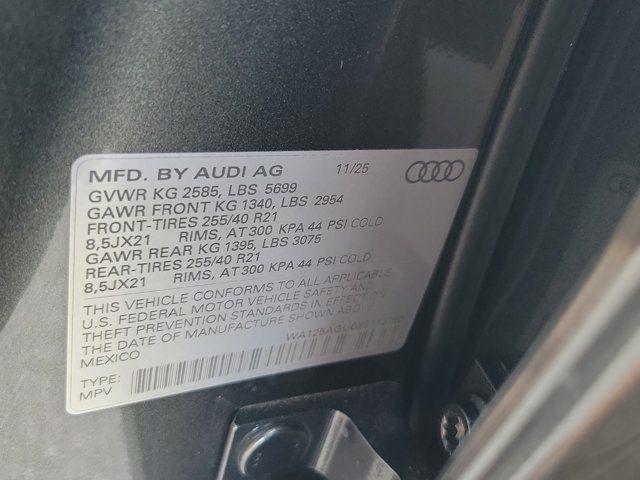 MFD. BY AUDI AG 11/25
GVWR KG 2585, LBS 5699
GAWR FRONT KG 1340, LBS 2954
FRONT-TIRES 255/40 R21
8,5JX21 RIMS, AT 300 KPA 44 PSI COLD
GAWR REAR KG 1395, LBS 3075
REAR-TIRES 255/40 R21
8,5JX21 RIMS, AT 300 KPA 44 PSI COLD
THIS VEHICLE CONFORMS TO ALL APPLICABLE
U.S. FEDERAL MOTOR VEHICLE SAFETY AND
THEFT PREVENTION STANDARDS IN EFFECT ON
THE DATE OF MANUFACTURE SHOWN ABOVE.
MEXICO
TYPE:
MPV